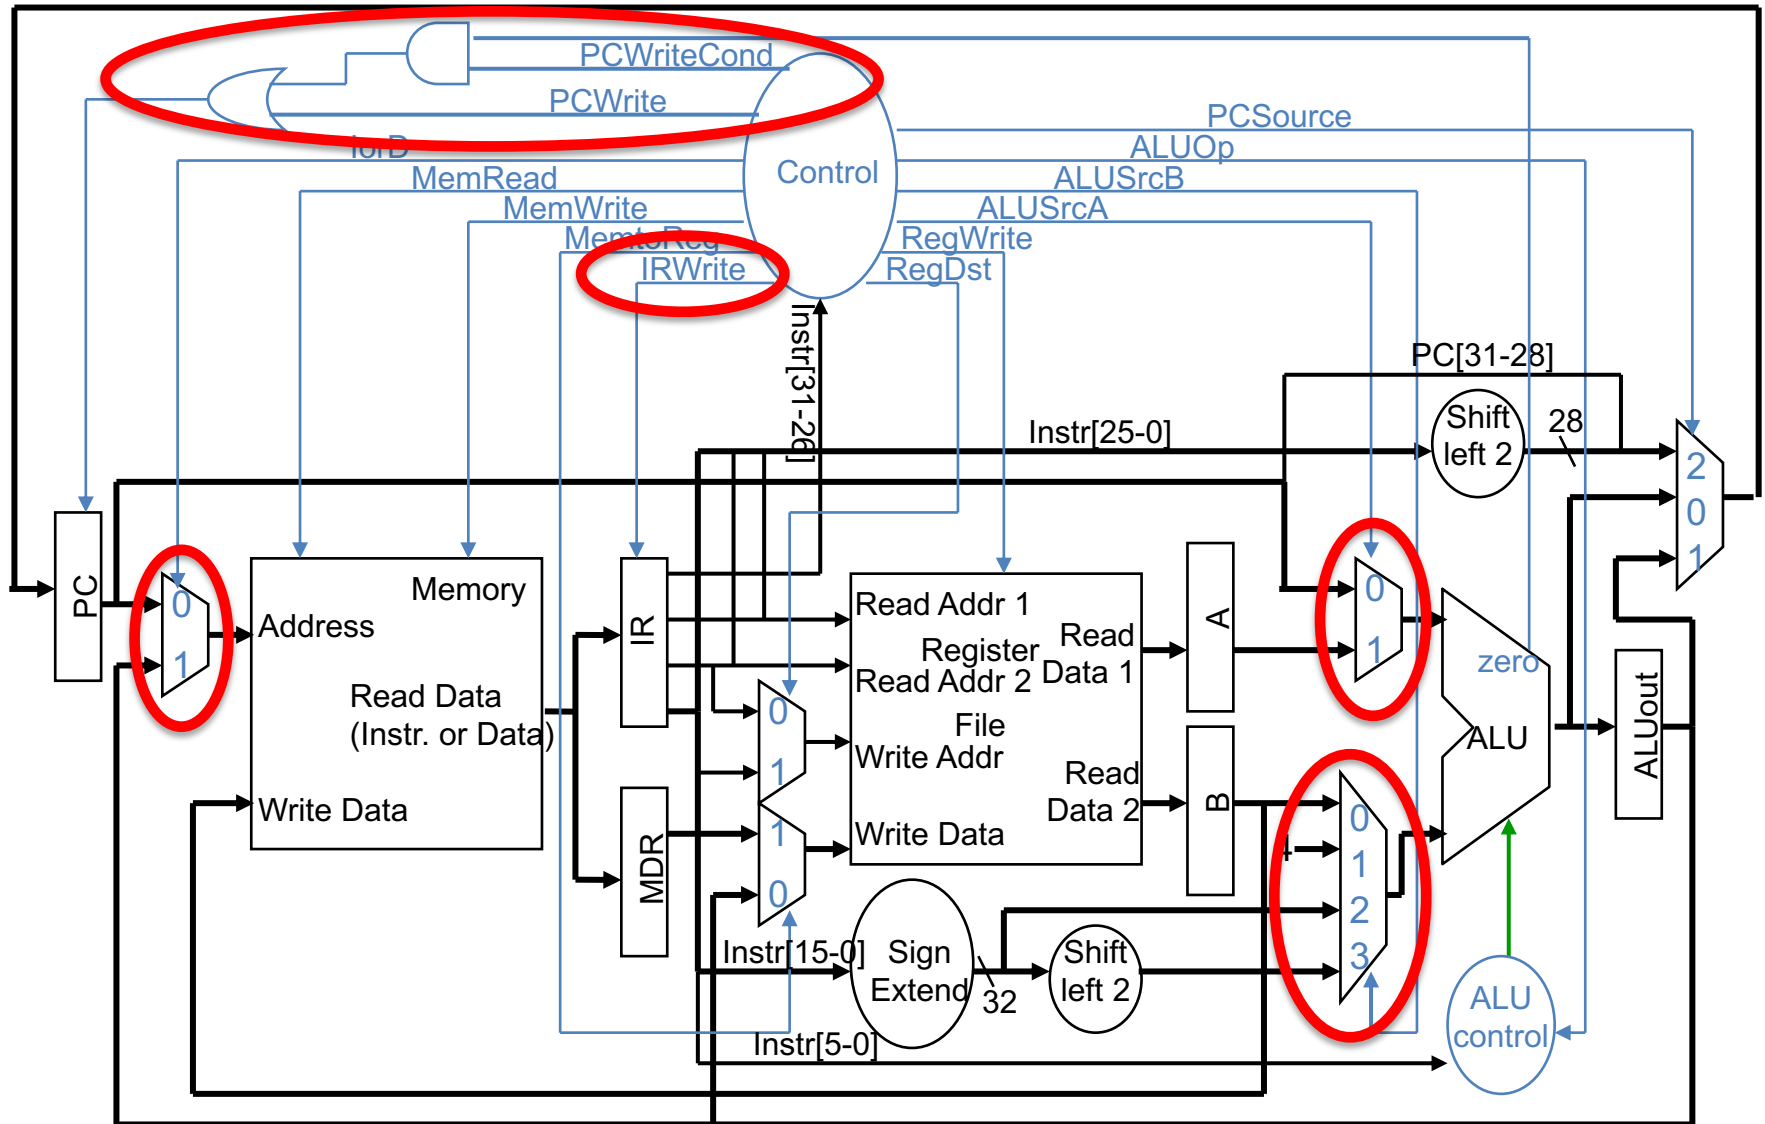 PCWriteCond
PCWrite
PCSource
IorD
ALUOp
Control
MemRead
ALUSrcB
MemWrite
ALUSrcA
MemtoReg
RegWrite
IRWrite
RegDst
Instr[31-26]
PC[31-28]
Instr[25-0]
Shift
left 2
28
2
0
1
PC
0
1
Address
Memory
Read Data
(Instr. or Data)
Write Data
IR
MDR
0
1
1
0
Read Addr 1
Register
Read Addr 2
File
Write Addr
Write Data
Read
Data 1
Read
Data 2
A
B
0
1
4
0
1
2
3
zero
ALU
ALUout
Instr[15-0]
Sign
Extend
32
Shift
left 2
ALU
control
Instr[5-0]